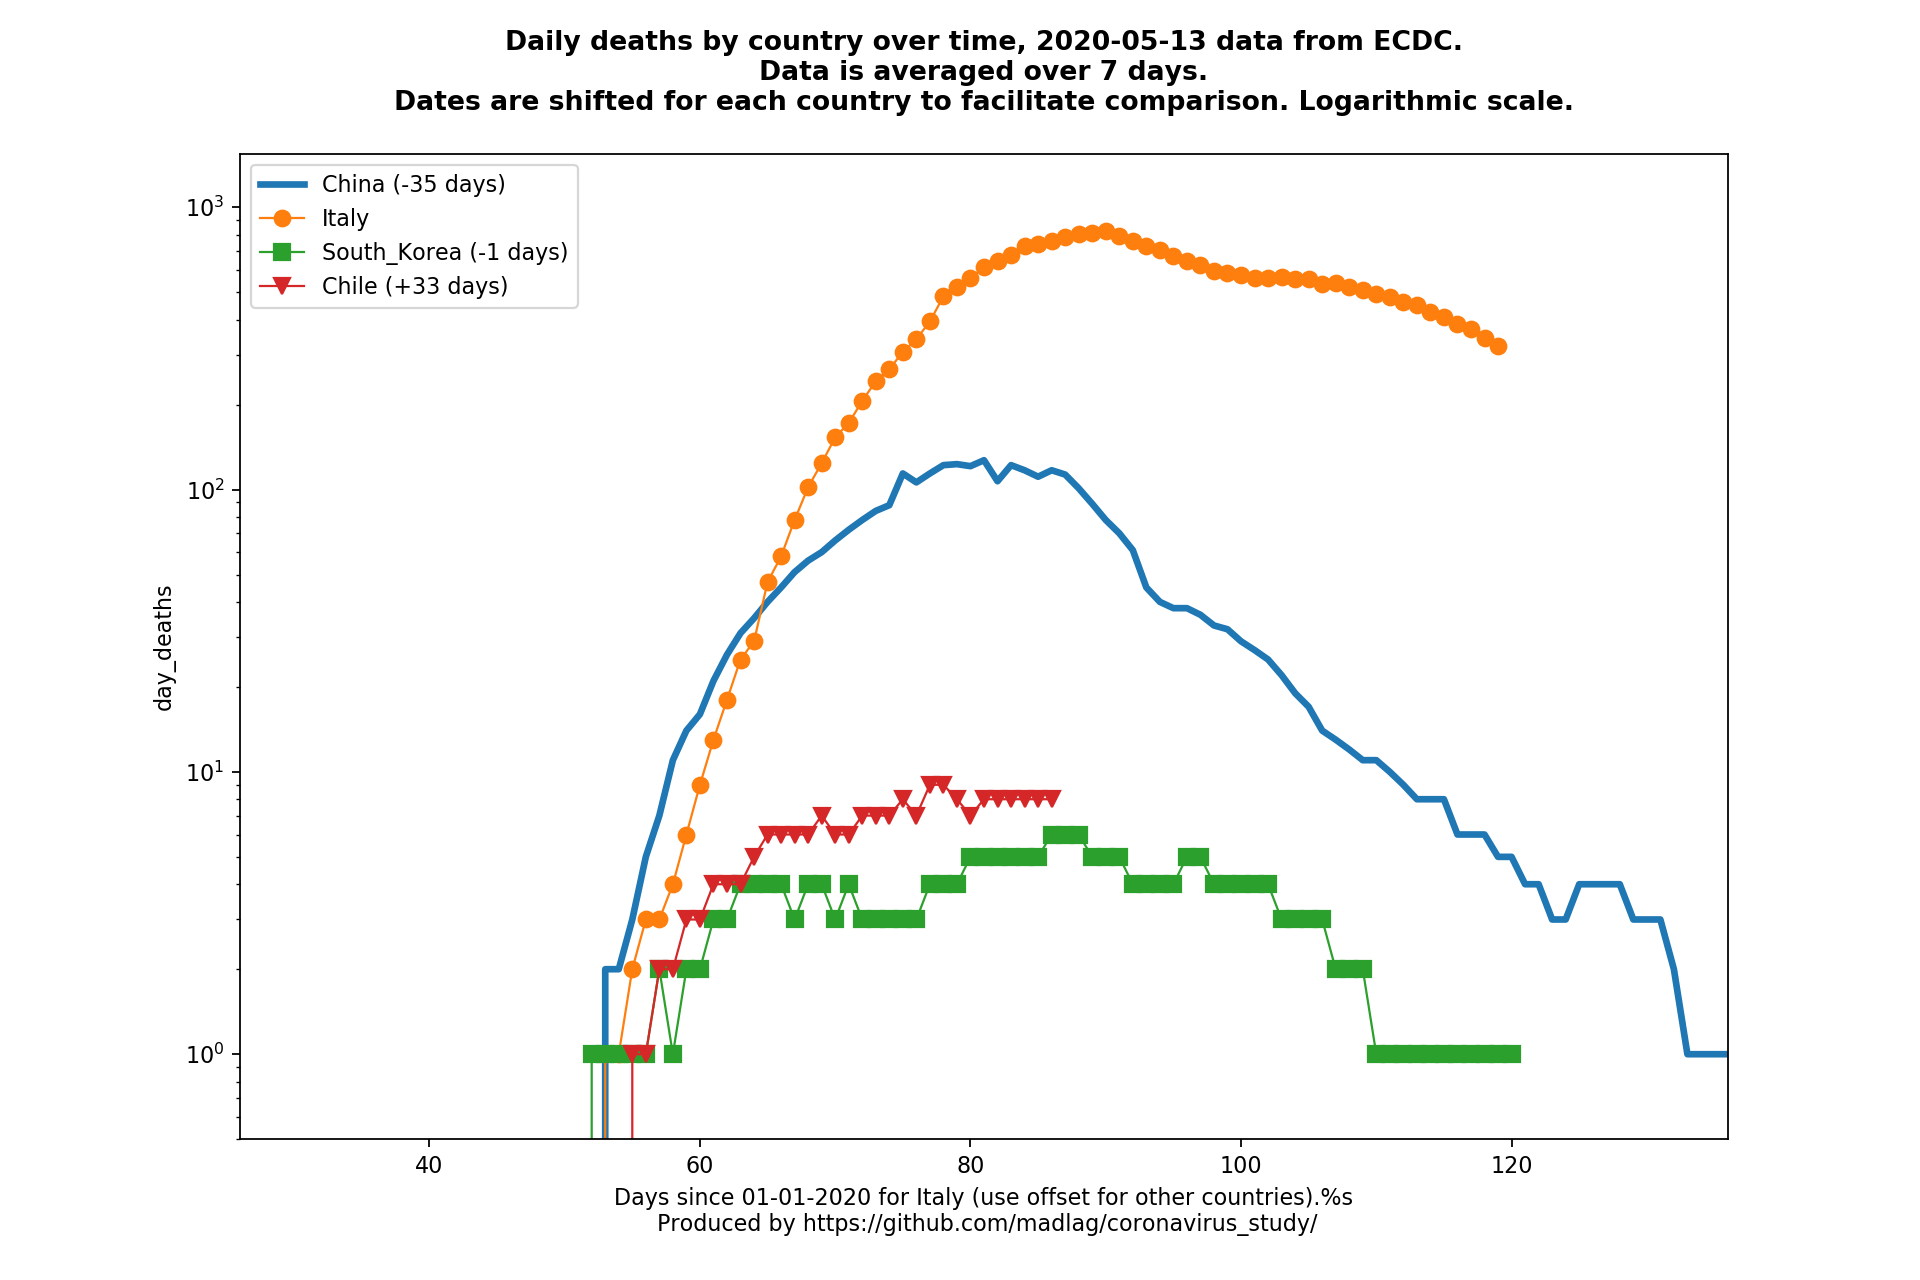 Daily deaths by country over time, 2020-05-13 data from ECDC.
Data is averaged over 7 days.
Dates are shifted for each country to facilitate comparison. Logarithmic scale.
China (-35 days)
Italy
South_Korea (-1 days)
Chile (+33 days)
10³
10²
10¹
10⁰
day_deaths
40 60 80 100 120
Days since 01-01-2020 for Italy (use offset for other countries).%s
Produced by https://github.com/madlag/coronavirus_study/